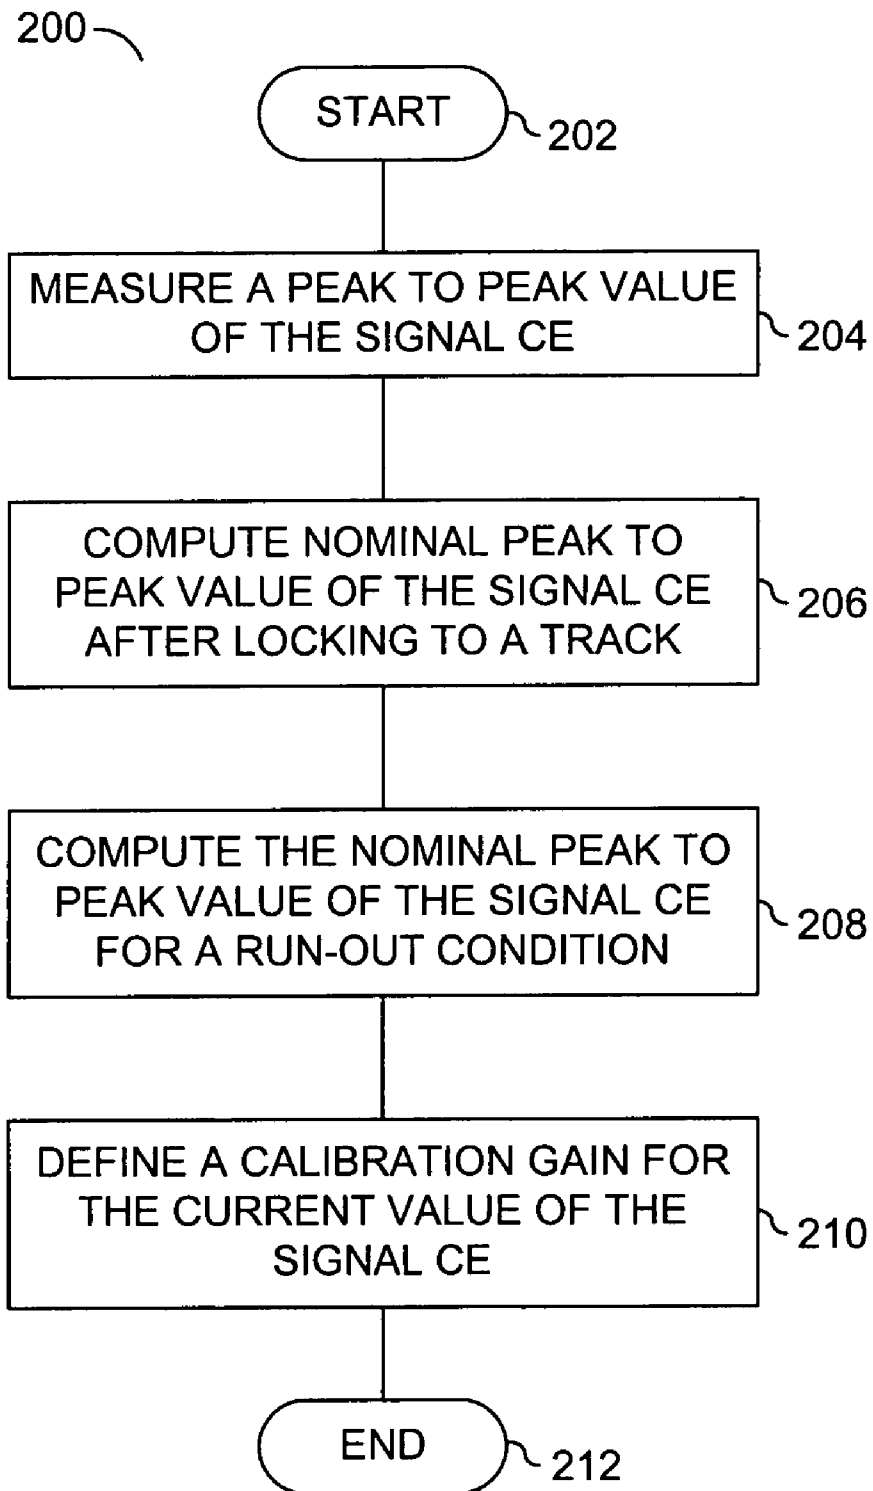 200
START
202
MEASURE A PEAK TO PEAK VALUE
OF THE SIGNAL CE
204
COMPUTE NOMINAL PEAK TO
PEAK VALUE OF THE SIGNAL CE
AFTER LOCKING TO A TRACK
206
COMPUTE THE NOMINAL PEAK TO
PEAK VALUE OF THE SIGNAL CE
FOR A RUN-OUT CONDITION
208
DEFINE A CALIBRATION GAIN FOR
THE CURRENT VALUE OF THE
SIGNAL CE
210
END
212